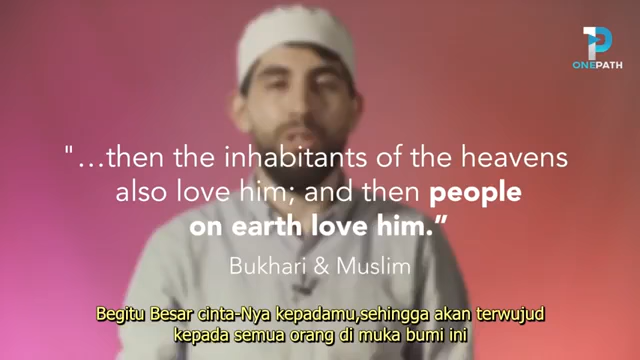 1P
ONEPATH
"...then the inhabitants of the heavens
also love him; and then people
on earth love him."
Bukhari & Muslim
Begitu Besar cinta-Nya kepadamu,sehingga akan terwujud
kepada semua orang di muka bumi ini